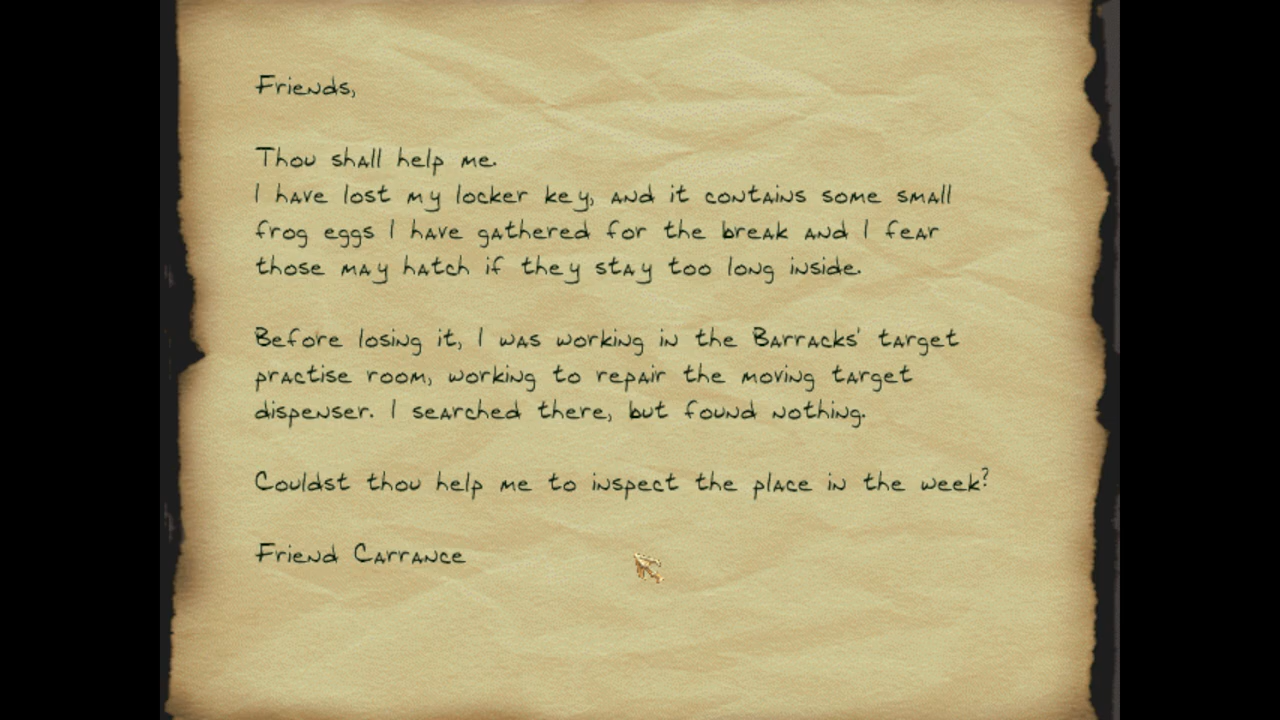 Friends,
Thou shall help me.
I have lost my locker key, and it contains some small
frog eggs I have gathered for the break and I fear
those may hatch if they stay too long inside.
Before losing it, I was working in the Barracks' target
practise room, working to repair the moving target
dispenser. I searched there, but found nothing.
Couldst thou help me to inspect the place in the week?
Friend Carrance